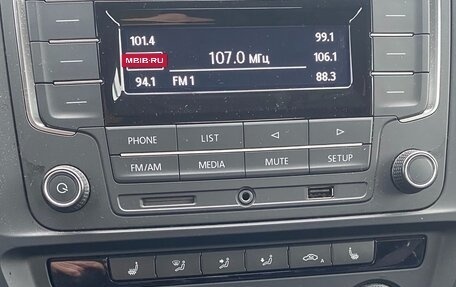 101.4 99.1
MBIB·RU 107.0 МГц 106.1
94.1 FM 1 88.3
PHONE LIST
FM/AM MEDIA MUTE SETUP
A